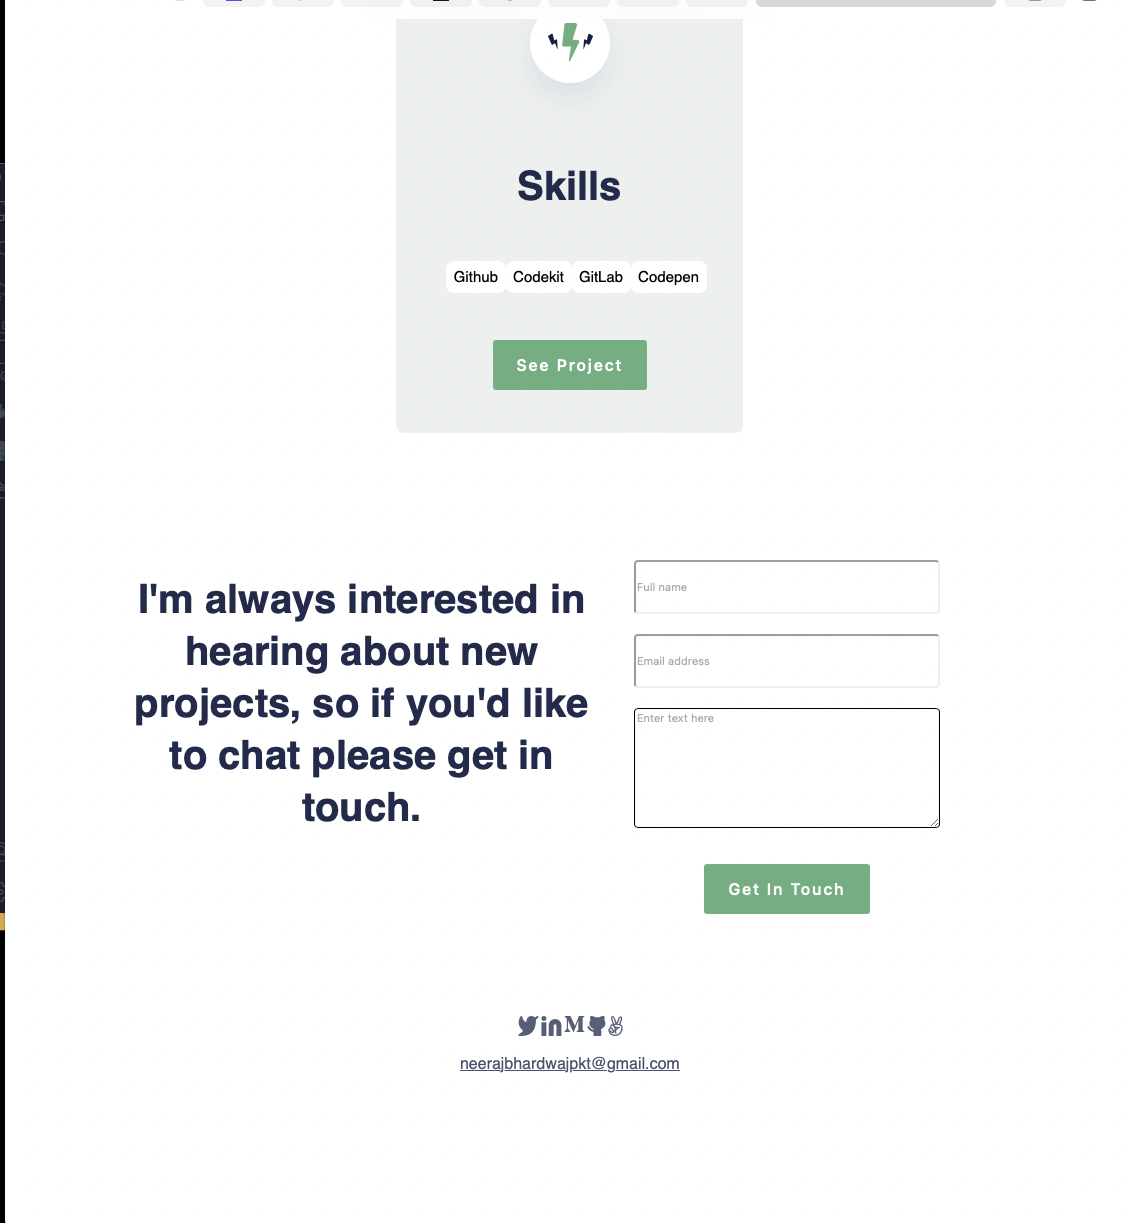 Skills
Github Codekit GitLab Codepen
See Project
I'm always interested in
hearing about new
projects, so if you'd like
to chat please get in
touch.
Full name
Email address
Enter text here
Get In Touch
neerajbhardwajpkt@gmail.com